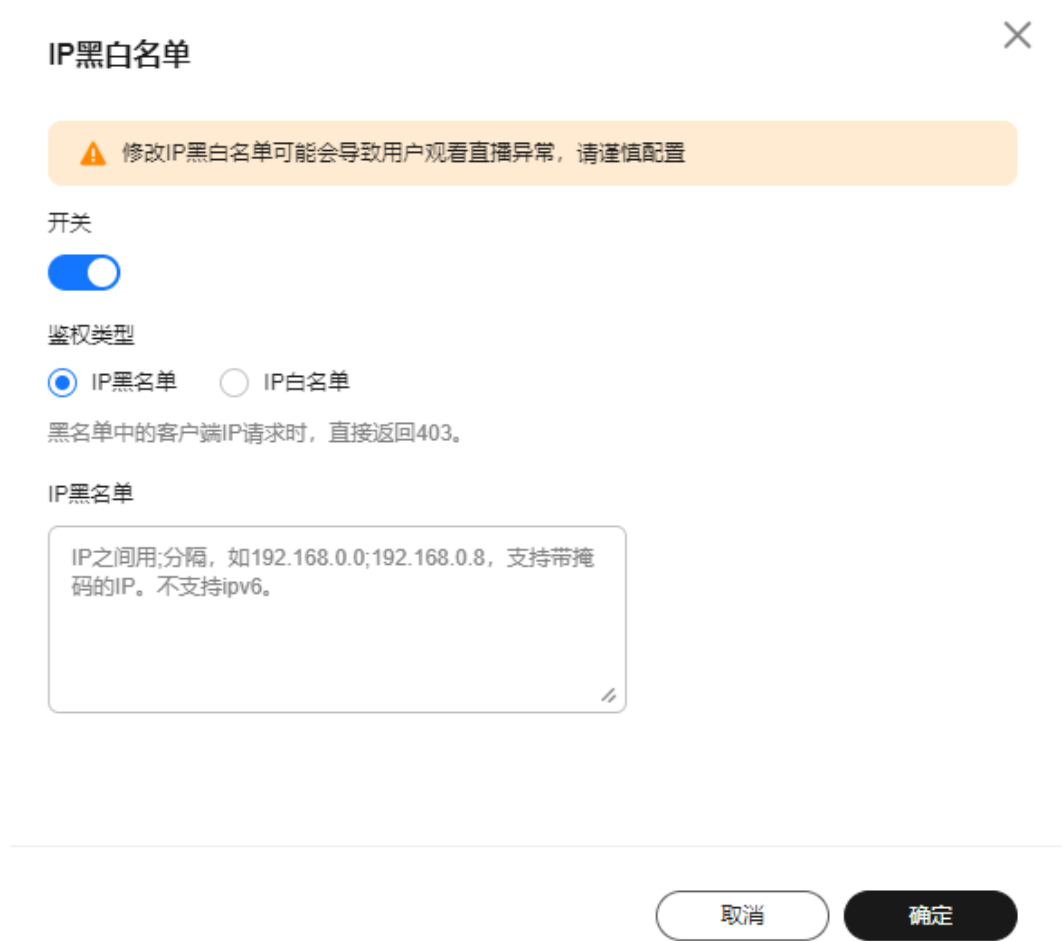 IP黑白名单
修改IP黑白名单可能会导致用户观看直播异常，请谨慎配置
开关
鉴权类型
IP黑名单 IP白名单
黑名单中的客户端IP请求时，直接返回403。
IP黑名单
IP之间用;分隔，如192.168.0.0;192.168.0.8，支持带掩
码的IP。不支持ipv6。
取消 确定